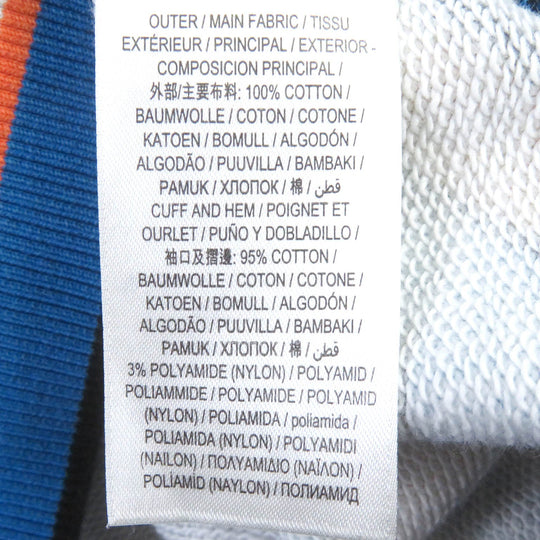 OUTER / MAIN FABRIC / TISSU
EXTÉRIEUR / PRINCIPAL / EXTERIOR -
COMPOSICION PRINCIPAL /
外部/主要布料: 100% COTTON /
BAUMWOLLE / COTON / COTONE /
KATOEN / BOMULL / ALGODÓN /
ALGODÃO / PUUVILLA / BAMBAKI /
PAMUK / ХЛОПОК / 棉 / قطن /
CUFF AND HEM / POIGNET ET
OURLET / PUÑO Y DOBLADILLO /
袖口及摺邊: 95% COTTON /
BAUMWOLLE / COTON / COTONE /
KATOEN / BOMULL / ALGODÓN /
ALGODÃO / PUUVILLA / BAMBAKI /
PAMUK / ХЛОПОК / 棉 / قطن /
3% POLYAMIDE (NYLON) / POLYAMID /
POLIAMMIDE / POLYAMIDE / POLYAMID
(NYLON) / POLIAMIDA / poliamida /
POLIAMIDA (NYLON) / POLYAMIDI
(NAILON) / ΠΟΛΥΑΜΙΔΙΟ (ΝΑΪΛΟΝ) /
POLİAMİD (NAYLON) / ПОЛИАМИД